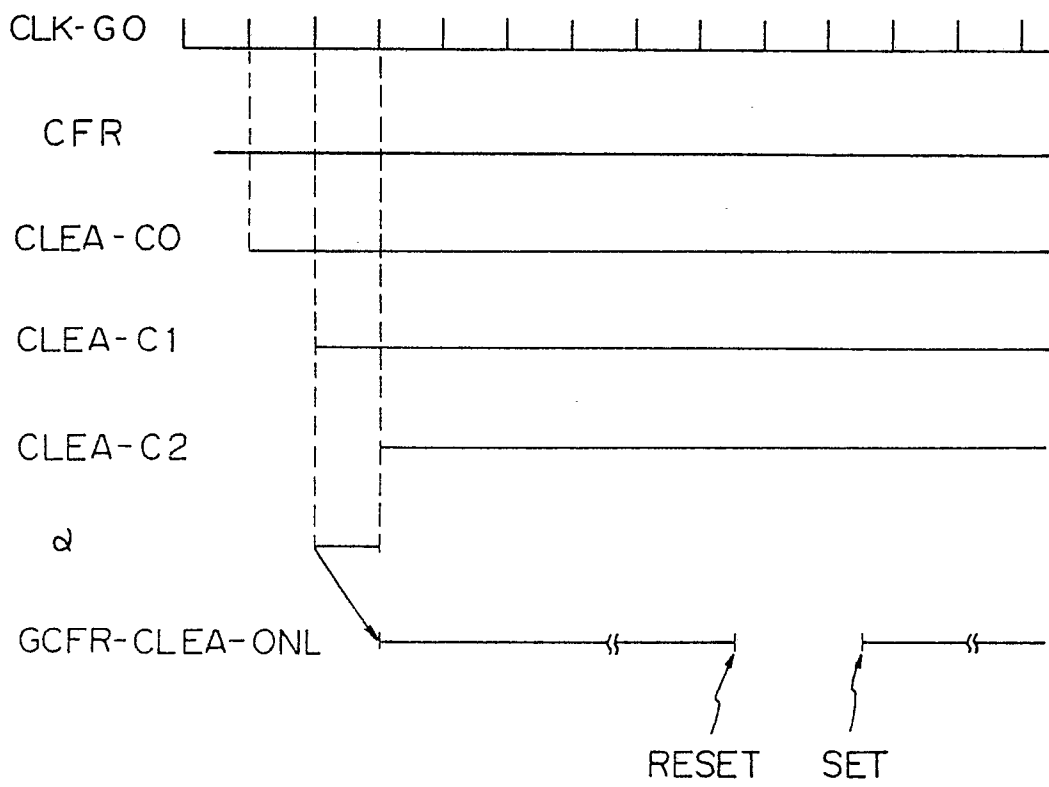 CLK-GO
CFR
CLEA-CO
CLEA-C1
CLEA-C2
α
GCFR-CLEA-ONL
RESET SET